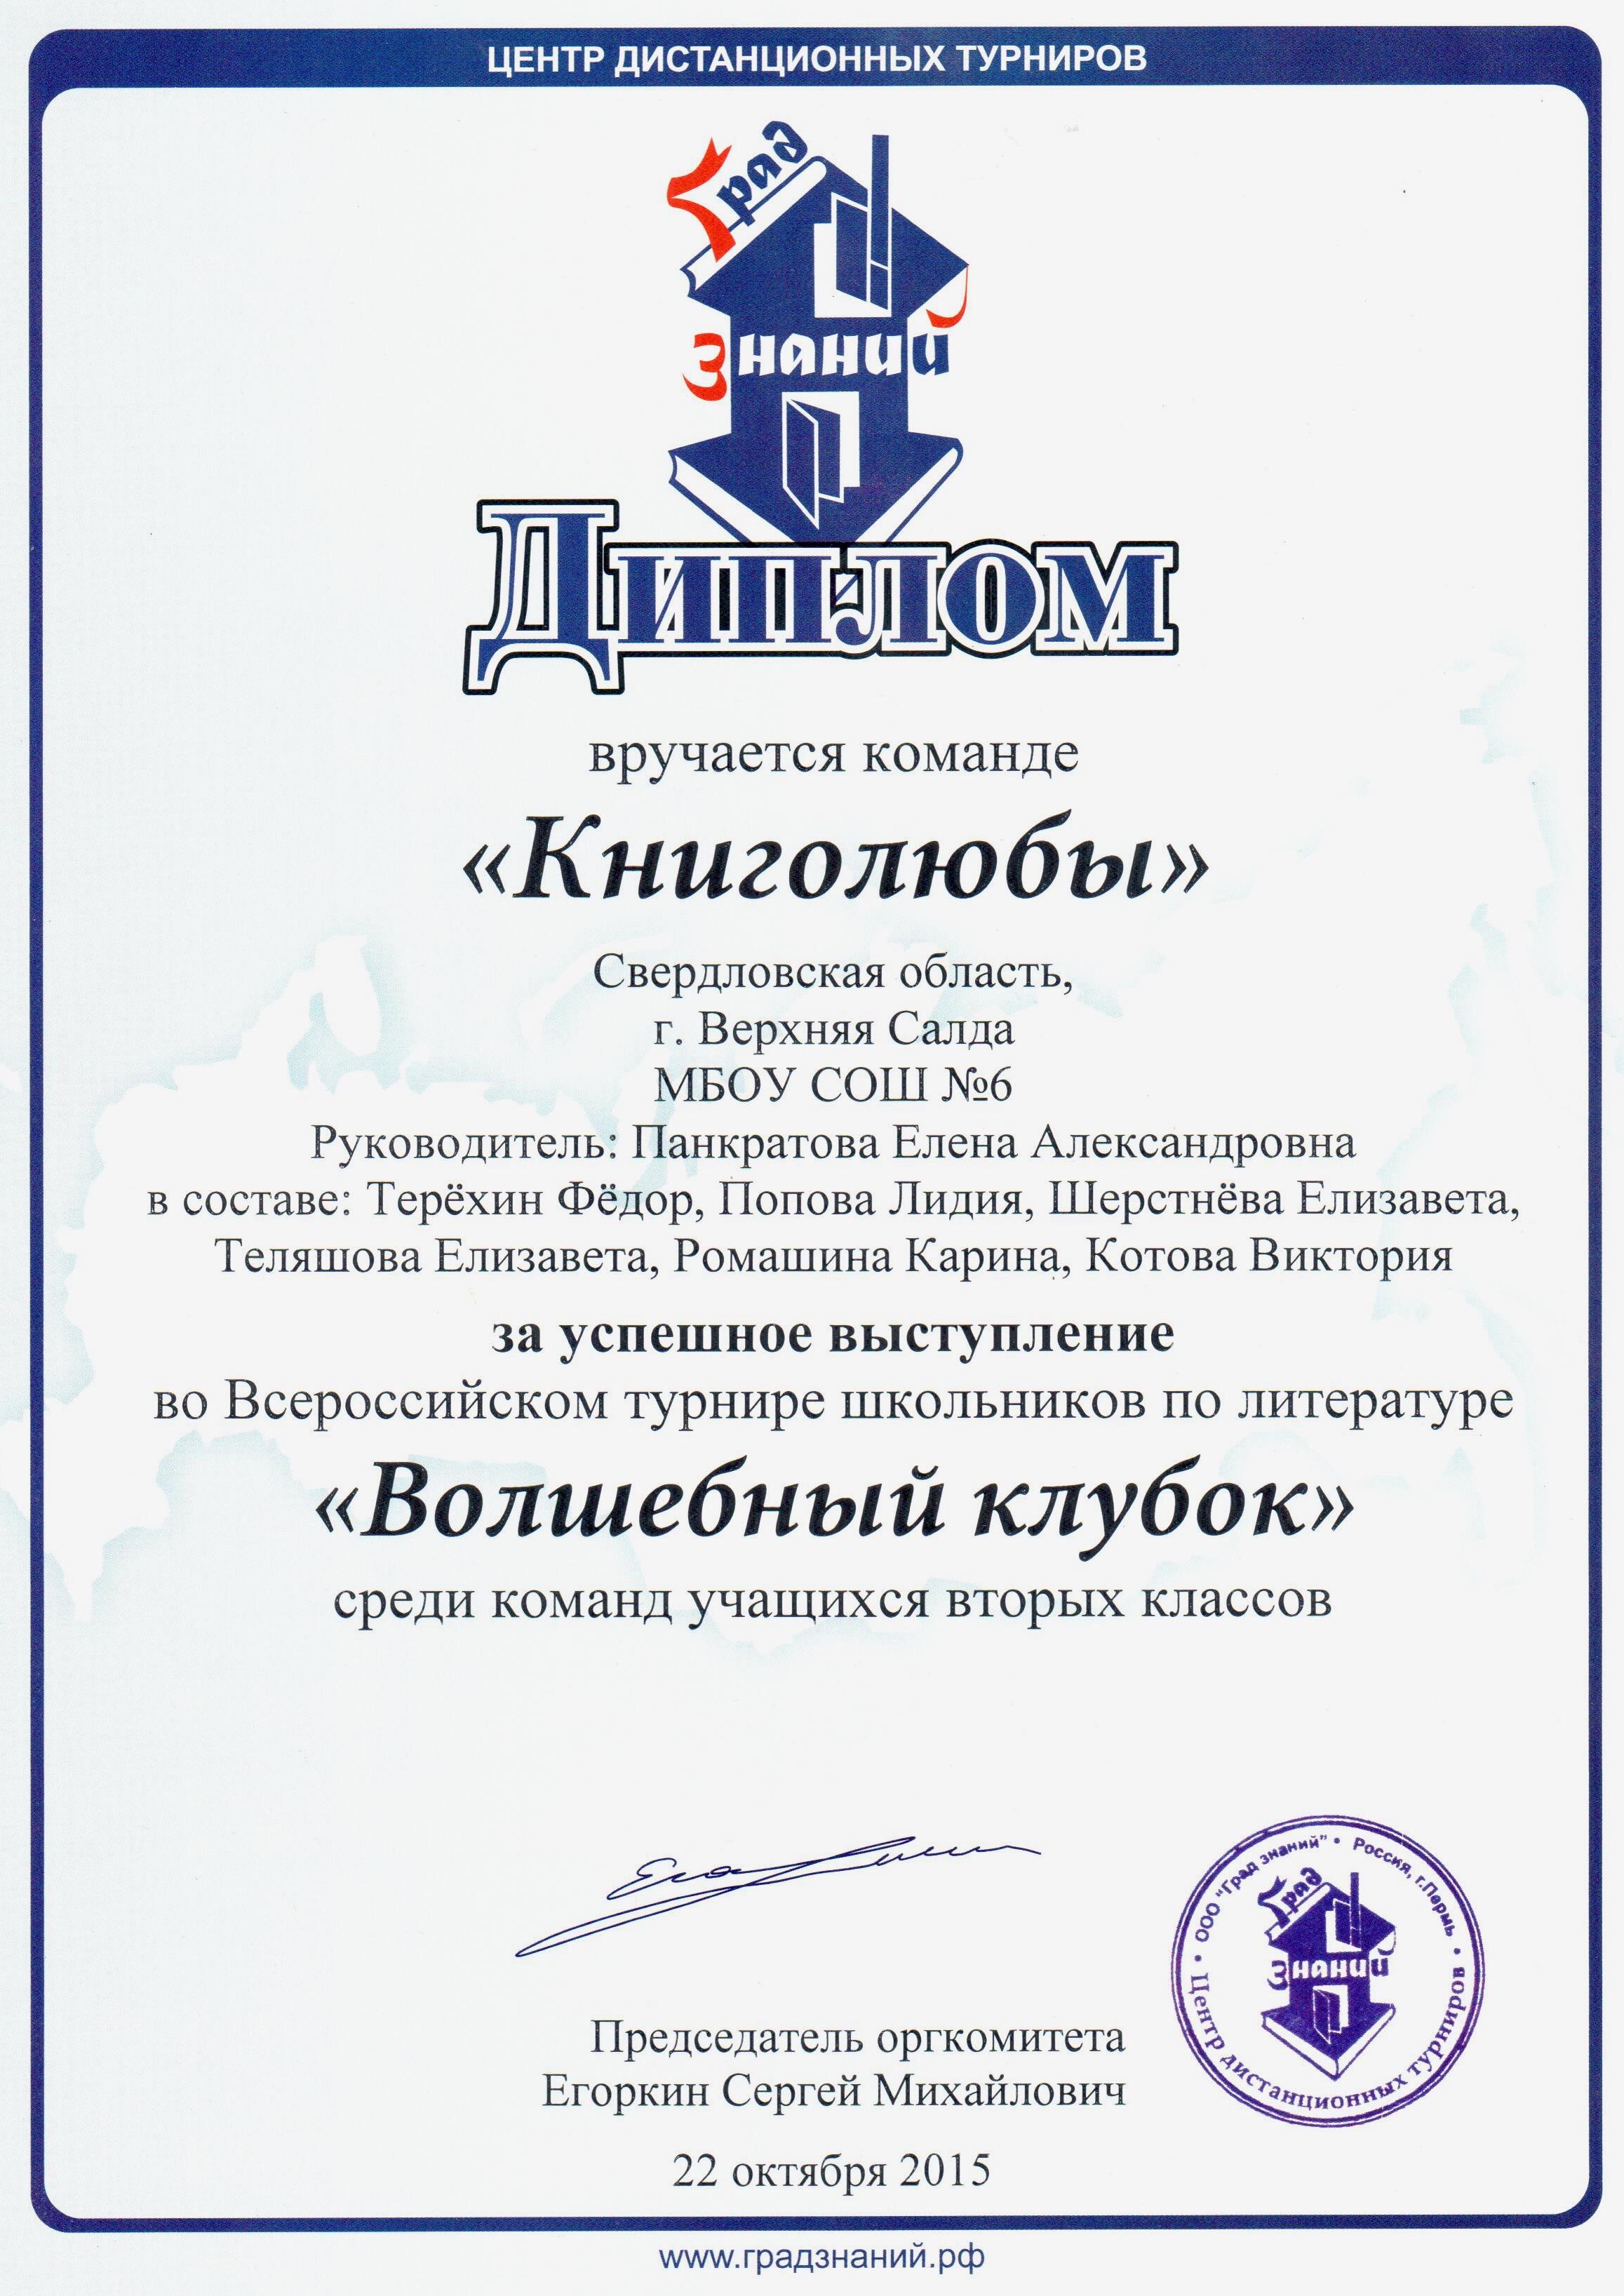 ЦЕНТР ДИСТАНЦИОННЫХ ТУРНИРОВ
Град
знаний
Диплом
вручается команде
«Книголюбы»
Свердловская область,
г. Верхняя Салда
МБОУ СОШ №6
Руководитель: Панкратова Елена Александровна
в составе: Терёхин Фёдор, Попова Лидия, Шерстнёва Елизавета,
Теляшова Елизавета, Ромашина Карина, Котова Виктория
за успешное выступление
во Всероссийском турнире школьников по литературе
«Волшебный клубок»
среди команд учащихся вторых классов
Председатель оргкомитета
Егоркин Сергей Михайлович
22 октября 2015
• ООО "Град знаний" • Россия, г.Пермь •
Град
знаний
Центр дистанционных турниров
www.градзнаний.рф